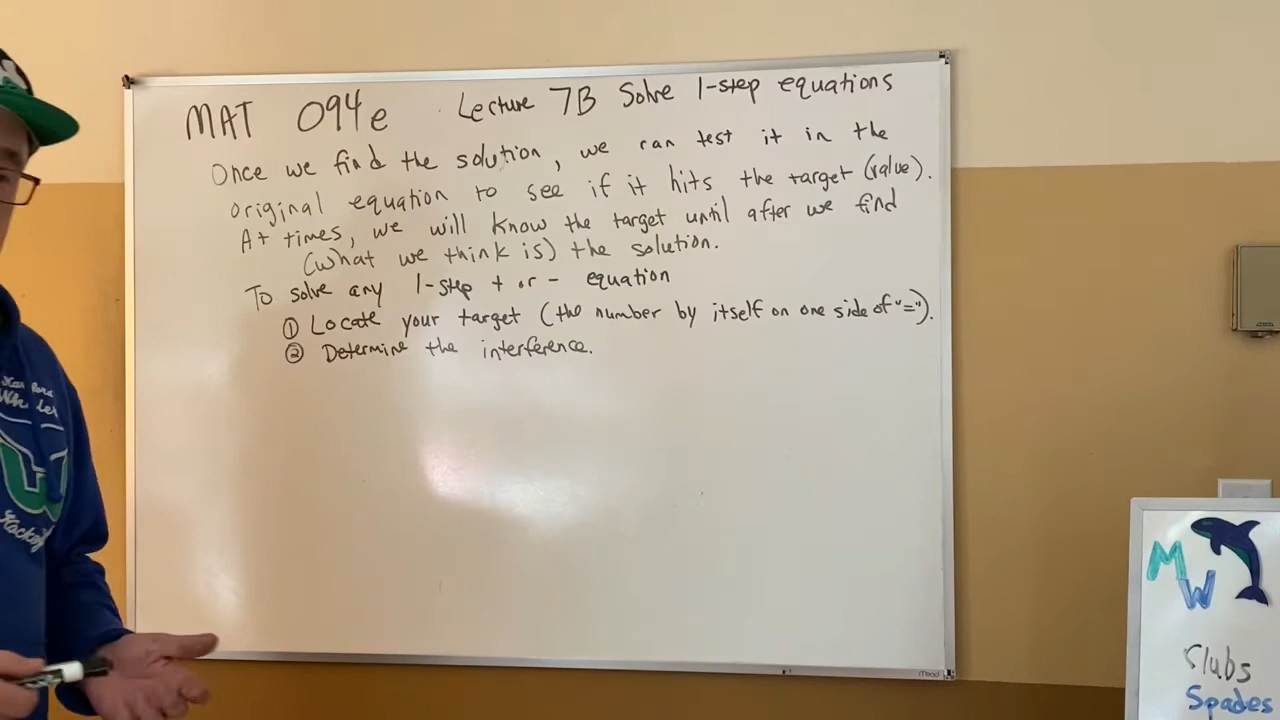 MAT 094e Lecture 7B Solve 1-step equations
Once we find the solution, we can test it in the
original equation to see if it hits the target (value).
At times, we will know the target until after we find
(what we think is) the solution.
To solve any 1-step + or - equation
① Locate your target (the number by itself on one side of "=").
② Determine the interference.
Mead
MW
Clubs
Spades